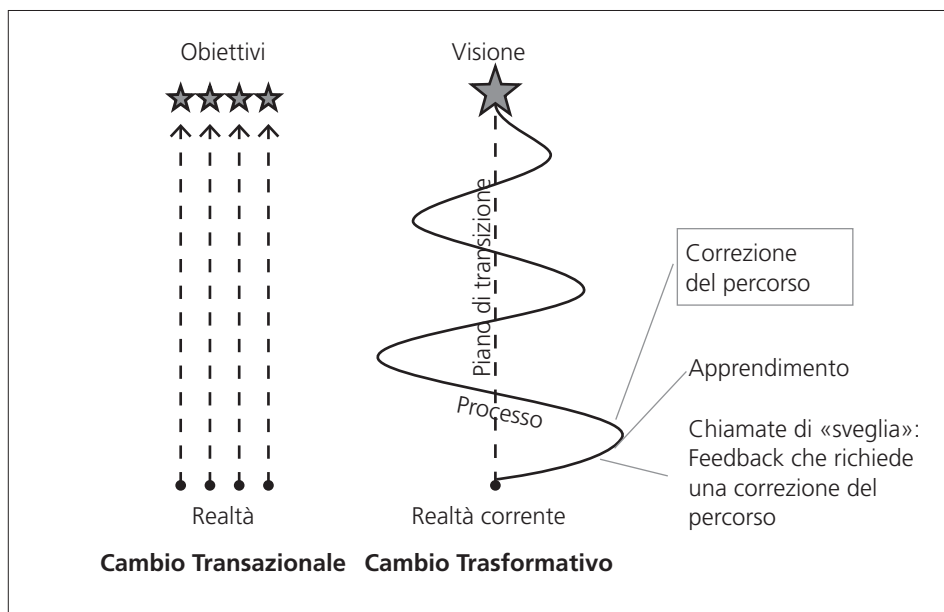 Obiettivi
Visione
Piano di transizione
Correzione
del percorso
Apprendimento
Processo
Chiamate di «sveglia»:
Feedback che richiede
una correzione del
percorso
Realtà
Realtà corrente
Cambio Transazionale
Cambio Trasformativo